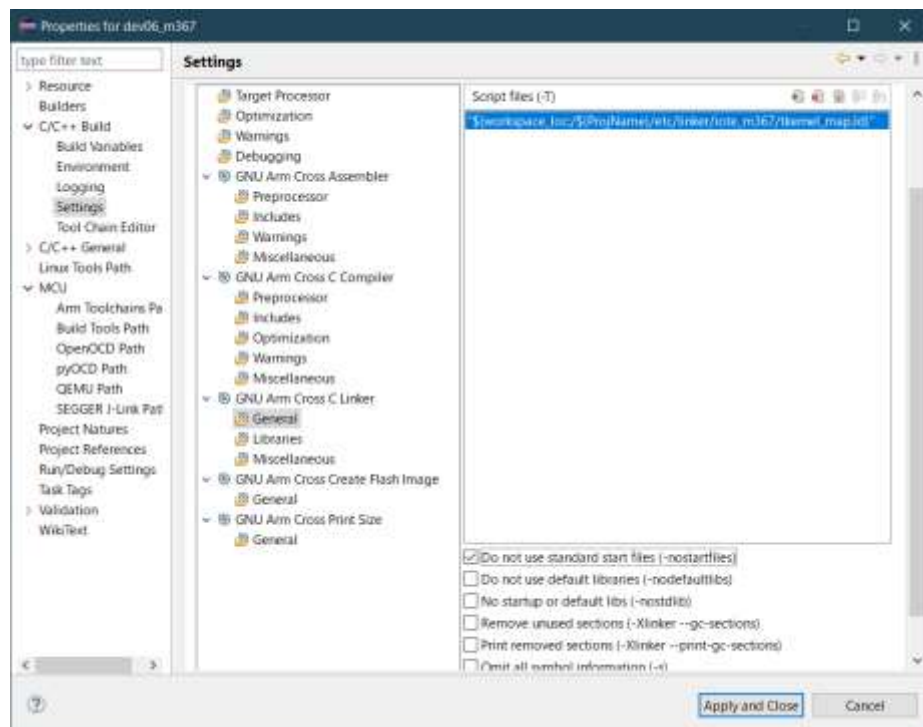 Properties for dev06_m367
type filter text
Resource
Builders
C/C++ Build
Build Variables
Environment
Logging
Settings
Tool Chain Editor
C/C++ General
Linux Tools Path
MCU
Arm Toolchains Pa
Build Tools Path
OpenOCD Path
pyOCD Path
QEMU Path
SEGGER J-Link Pat
Project Natures
Project References
Run/Debug Settings
Task Tags
Validation
WikiText
Settings
Target Processor
Optimization
Warnings
Debugging
GNU Arm Cross Assembler
Preprocessor
Includes
Warnings
Miscellaneous
GNU Arm Cross C Compiler
Preprocessor
Includes
Optimization
Warnings
Miscellaneous
GNU Arm Cross C Linker
General
Libraries
Miscellaneous
GNU Arm Cross Create Flash Image
General
GNU Arm Cross Print Size
General
Script files (-T)
"${workspace_loc:/${ProjName}/etc/linker/iote_m367/tkernel_map.ld}"
Do not use standard start files (-nostartfiles)
Do not use default libraries (-nodefaultlibs)
No startup or default libs (-nostdlib)
Remove unused sections (-Xlinker --gc-sections)
Print removed sections (-Xlinker --print-gc-sections)
Omit all symbol information (-s)
Apply and Close
Cancel